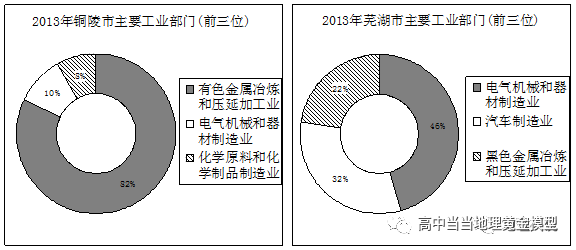 2013年铜陵市主要工业部门(前三位)
8%
10%
82%
有色金属冶炼
和压延加工业
电气机械和器
材制造业
化学原料和化
学制品制造业
2013年芜湖市主要工业部门(前三位)
22%
46%
32%
电气机械和器
材制造业
汽车制造业
黑色金属冶炼
和压延加工业
高中当当地理黄金模型